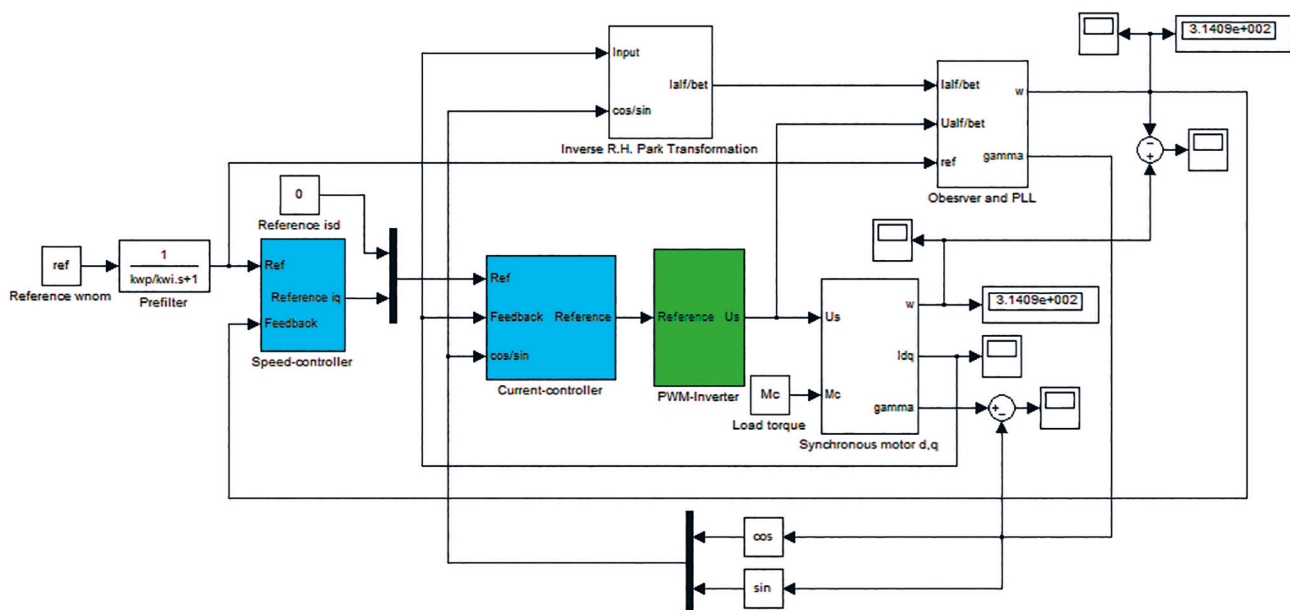 3.1409e+002
Input
Ialf/bet
cos/sin
Inverse R.H. Park Transformation
Ialf/bet
w
Ualf/bet
gamma
ref
Obesrver and PLL
-
+
0
Reference isd
ref
Reference wnom
1
kwp/kwi.s+1
Prefilter
Ref
Reference iq
Feedback
Speed-controller
Ref
Feedback
Reference
cos/sin
Current-controller
Reference
Us
PWM-Inverter
Mc
Load torque
Us
w
Idq
Mc
gamma
Synchronous motor d,q
3.1409e+002
+
-
cos
sin